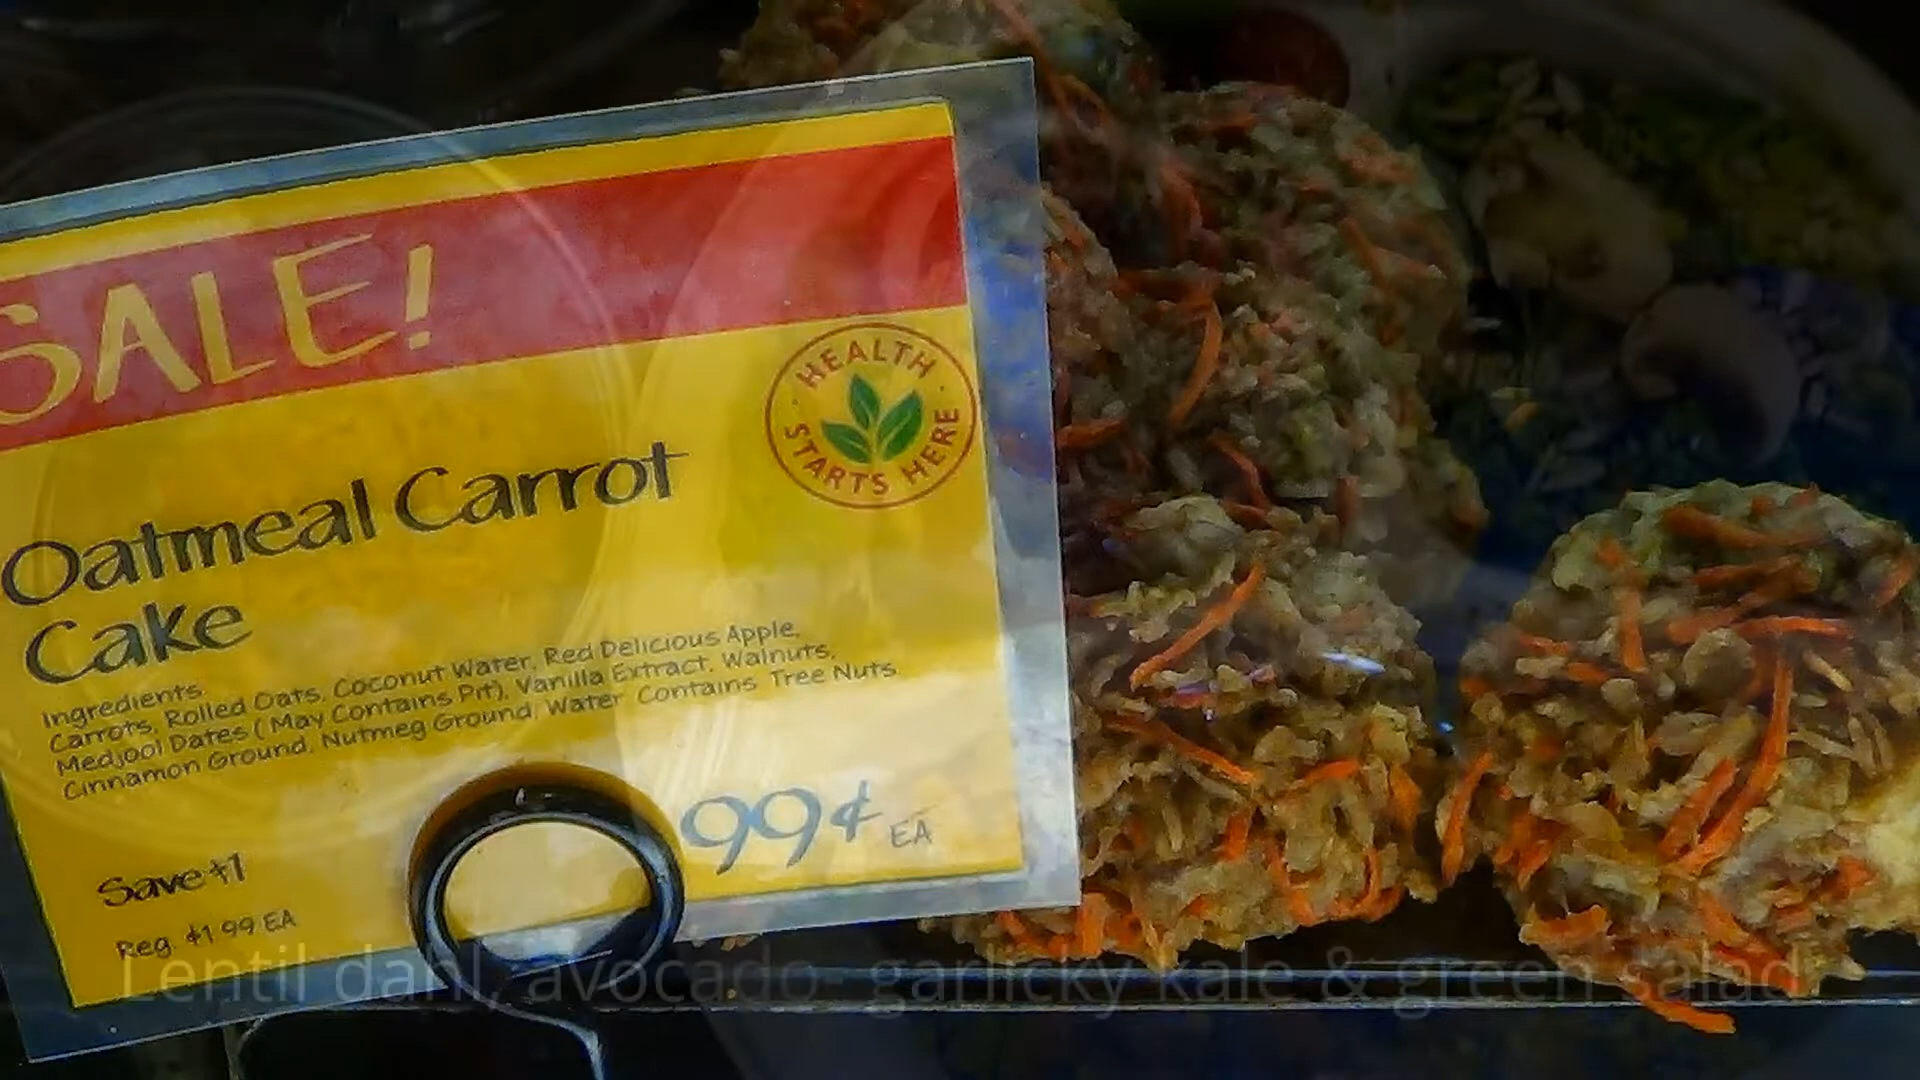 SALE!
HEALTH · STARTS HERE ·
Oatmeal Carrot
Cake
Ingredients
Carrots, Rolled Oats, Coconut Water, Red Delicious Apple,
Medjool Dates ( May Contains Pit), Vanilla Extract, Walnuts,
Cinnamon Ground, Nutmeg Ground, Water Contains Tree Nuts
99¢ EA
Save $1
Reg. $1.99 EA
Lentil dahl, avocado, garlicky kale & green salad